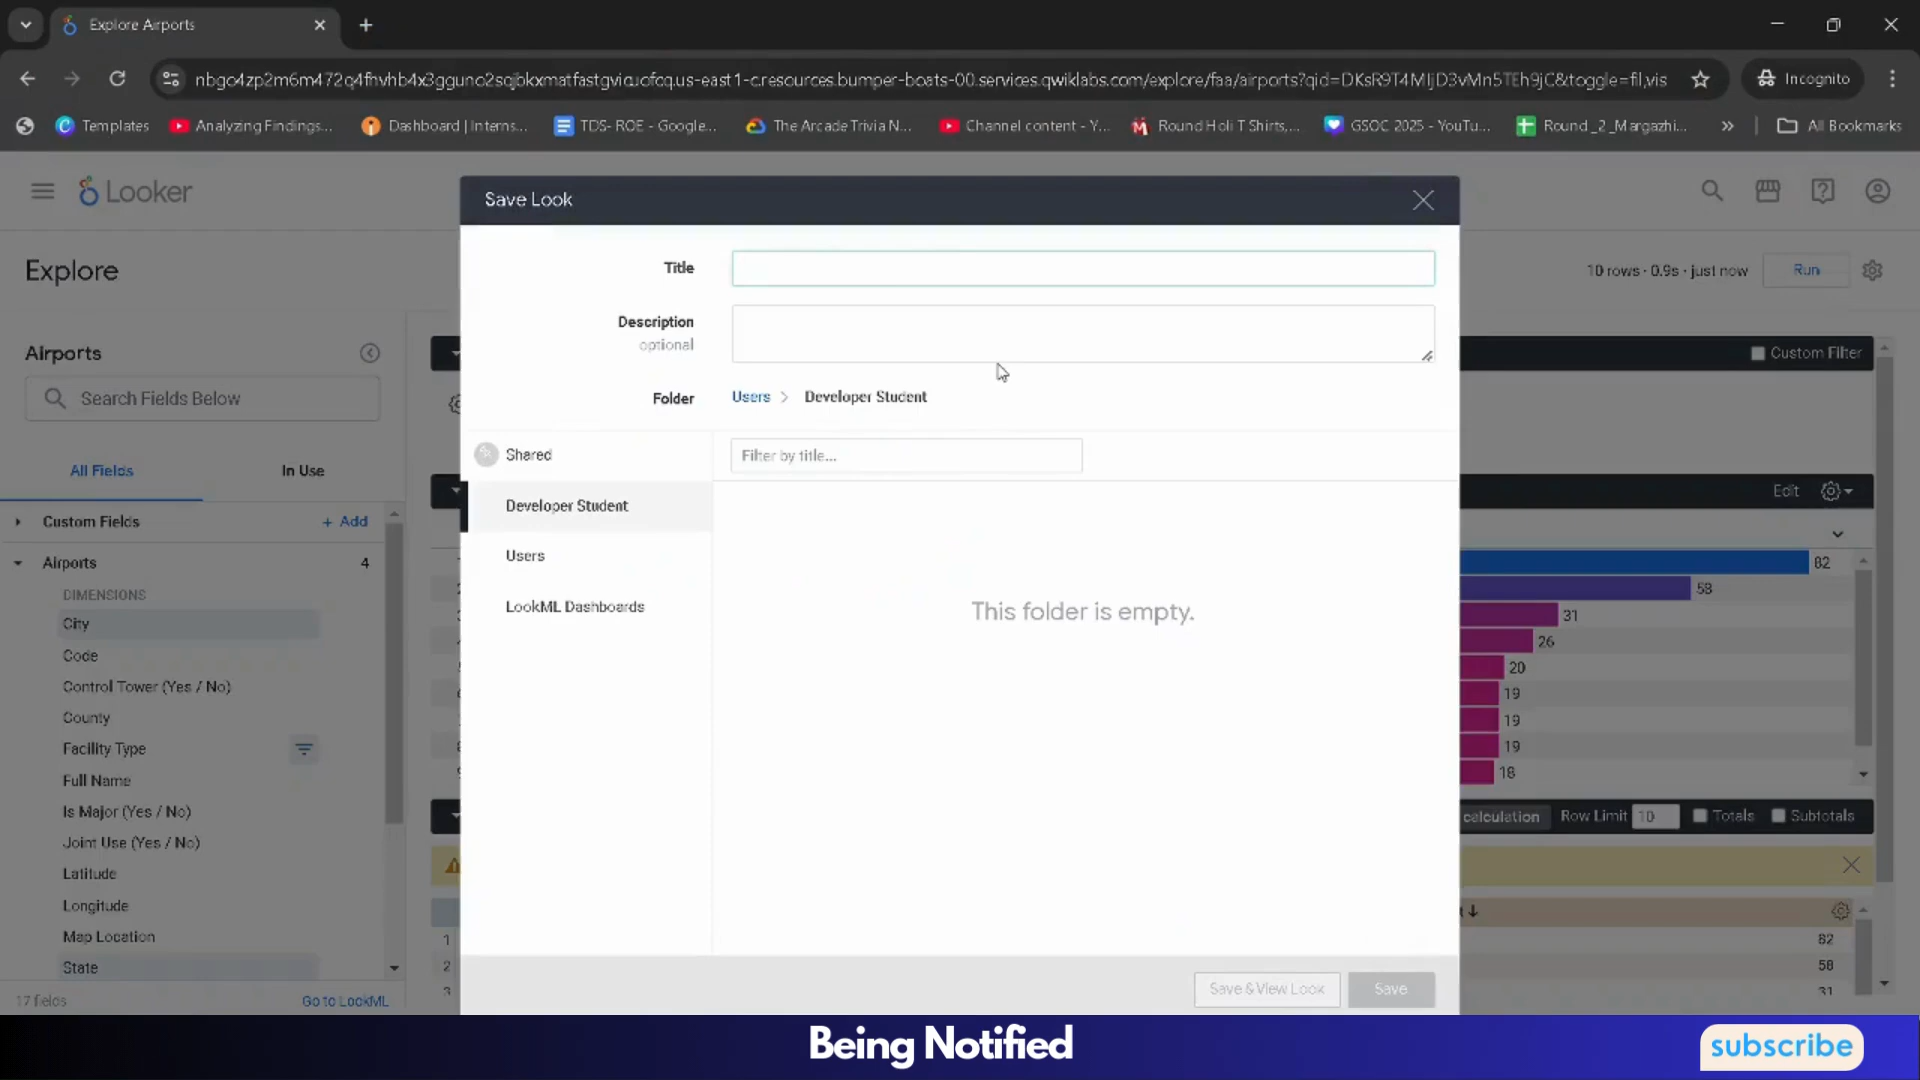 Explore Airports
nbgo4zp2m6m472q4fhvhb4x3gguno2sqjbkxmatfastgvic.uofcq.us-east1-c.resources.bumper-boats-00.services.qwiklabs.com/explore/faa/airports?qid=DKsR9T4MIjD3vMn5TEh9jC&toggle=fil,vis
Incognito
Templates
Analyzing Findings...
Dashboard | Interns...
TDS- ROE - Google...
The Arcade Trivia N...
Channel content - Y...
Round Holi T Shirts,...
GSOC 2025 - YouTu...
Round _2 _Margazhi...
All Bookmarks
Looker
Save Look
Explore
Title
10 rows · 0.9s · just now
Run
Description
optional
Airports
Custom Filter
Search Fields Below
Folder
Users
Developer Student
Shared
Filter by title...
All Fields
In Use
Edit
Developer Student
Custom Fields
+ Add
Users
Airports
4
82
DIMENSIONS
LookML Dashboards
58
This folder is empty.
31
City
26
Code
20
Control Tower (Yes / No)
19
County
19
Facility Type
19
Full Name
18
Is Major (Yes / No)
calculation
Row Limit
10
Totals
Subtotals
Joint Use (Yes / No)
Latitude
Longitude
Map Location
1
82
State
2
58
3
31
17 fields
Go to LookML
Save & View Look
Save
Being Notified
subscribe